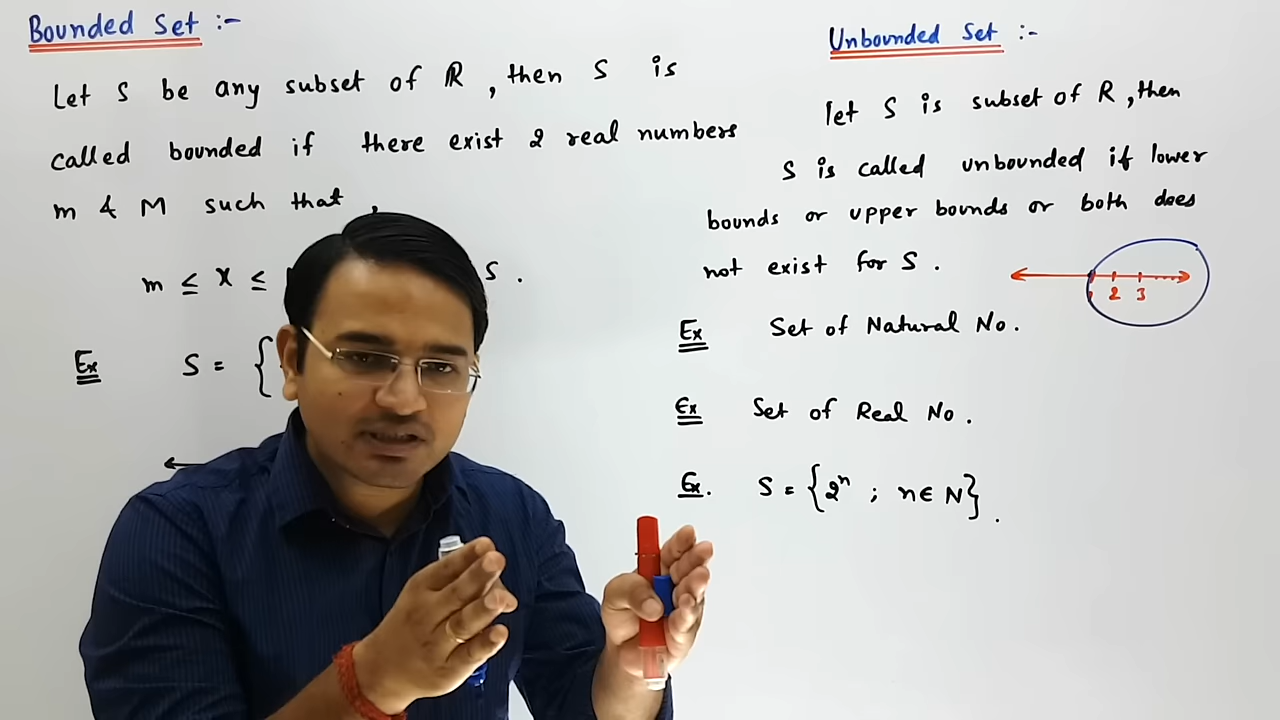 Bounded Set :-
Let S be any subset of R , then S is
called bounded if there exist 2 real numbers
m & M such that ,
m ≤ x ≤ S .
Ex S = {
Unbounded Set :-
let S is subset of R , then
S is called unbounded if lower
bounds or upper bounds or both does
not exist for S .
2 3
Ex Set of Natural No .
Ex Set of Real No .
Ex . S = { 2ⁿ ; n ∈ N } .